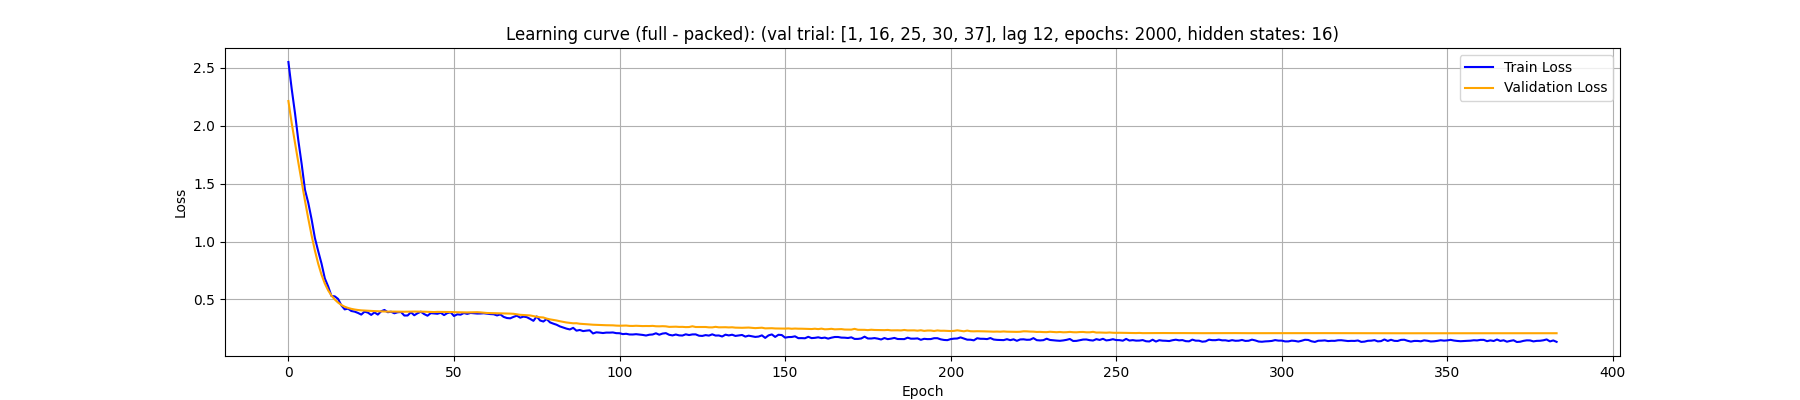 Learning curve (full - packed): (val trial: [1, 16, 25, 30, 37], lag 12, epochs: 2000, hidden states: 16)
Train Loss
Validation Loss
Loss
2.5
2.0
1.5
1.0
0.5
0 50 100 150 200 250 300 350 400
Epoch